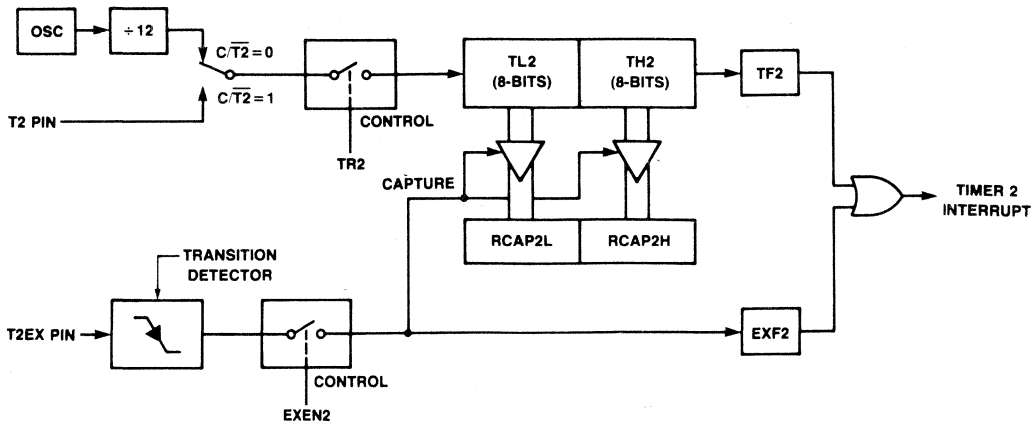 OSC
÷12
C/T2̅ = 0
C/T2̅ = 1
T2 PIN
CONTROL
TR2
TL2
(8-BITS)
TH2
(8-BITS)
TF2
CAPTURE
RCAP2L
RCAP2H
TIMER 2
INTERRUPT
TRANSITION
DETECTOR
T2EX PIN
CONTROL
EXEN2
EXF2